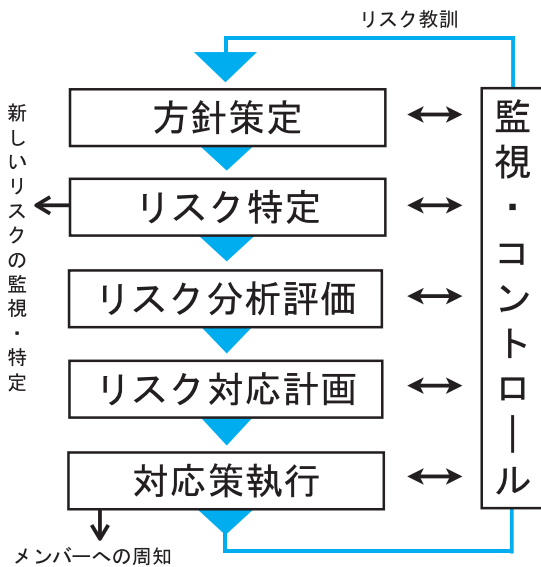 リスク教訓
方針策定
リスク特定
リスク分析評価
リスク対応計画
対応策執行
監視・コントロール
新しいリスクの監視・特定
メンバーへの周知